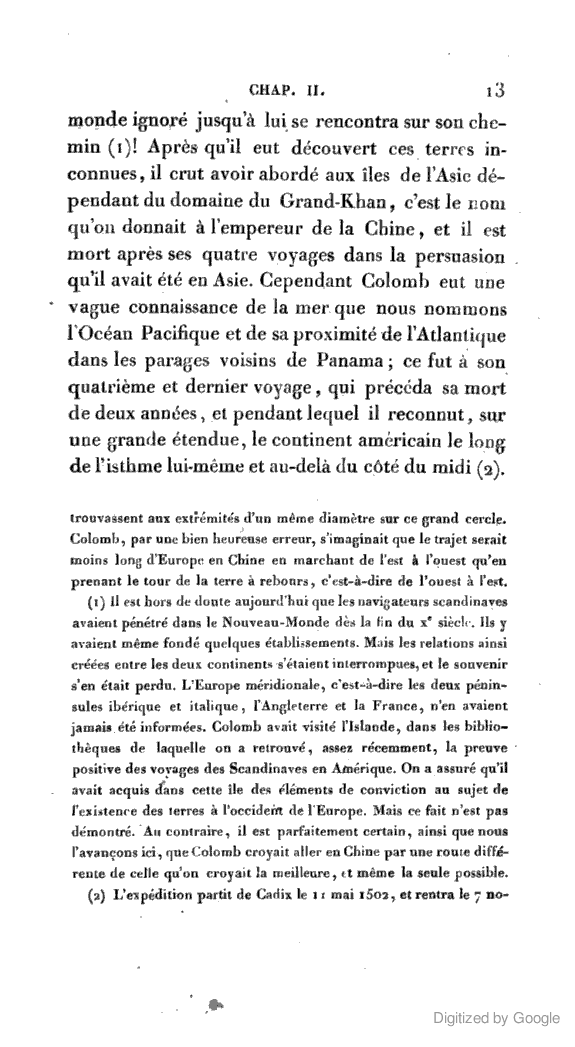 CHAP. II. 13
monde ignoré jusqu'à lui se rencontra sur son che-
min (1)! Après qu'il eut découvert ces terres in-
connues, il crut avoir abordé aux îles de l'Asie dé-
pendant du domaine du Grand-Khan, c'est le nom
qu'on donnait à l'empereur de la Chine, et il est
mort après ses quatre voyages dans la persuasion
qu'il avait été en Asie. Cependant Colomb eut une
vague connaissance de la mer que nous nommons
l'Océan Pacifique et de sa proximité de l'Atlantique
dans les parages voisins de Panama; ce fut à son
quatrième et dernier voyage, qui précéda sa mort
de deux années, et pendant lequel il reconnut, sur
une grande étendue, le continent américain le long
de l'isthme lui-même et au-delà du côté du midi (2).
trouvassent aux extrémités d'un même diamètre sur ce grand cercle.
Colomb, par une bien heureuse erreur, s'imaginait que le trajet serait
moins long d'Europe en Chine en marchant de l'est à l'ouest qu'en
prenant le tour de la terre à rebours, c'est-à-dire de l'ouest à l'est.
(1) Il est hors de doute aujourd'hui que les navigateurs scandinaves
avaient pénétré dans le Nouveau-Monde dès la fin du xe siècle. Ils y
avaient même fondé quelques établissements. Mais les relations ainsi
créées entre les deux continents s'étaient interrompues, et le souvenir
s'en était perdu. L'Europe méridionale, c'est-à-dire les deux pénin-
sules ibérique et italique, l'Angleterre et la France, n'en avaient
jamais été informées. Colomb avait visité l'Islande, dans les biblio-
thèques de laquelle on a retrouvé, assez récemment, la preuve
positive des voyages des Scandinaves en Amérique. On a assuré qu'il
avait acquis dans cette île des éléments de conviction au sujet de
l'existence des terres à l'occident de l'Europe. Mais ce fait n'est pas
démontré. Au contraire, il est parfaitement certain, ainsi que nous
l'avançons ici, que Colomb croyait aller en Chine par une route diffé-
rente de celle qu'on croyait la meilleure, et même la seule possible.
(2) L'expédition partit de Cadix le 11 mai 1502, et rentra le 7 no-
Digitized by Google